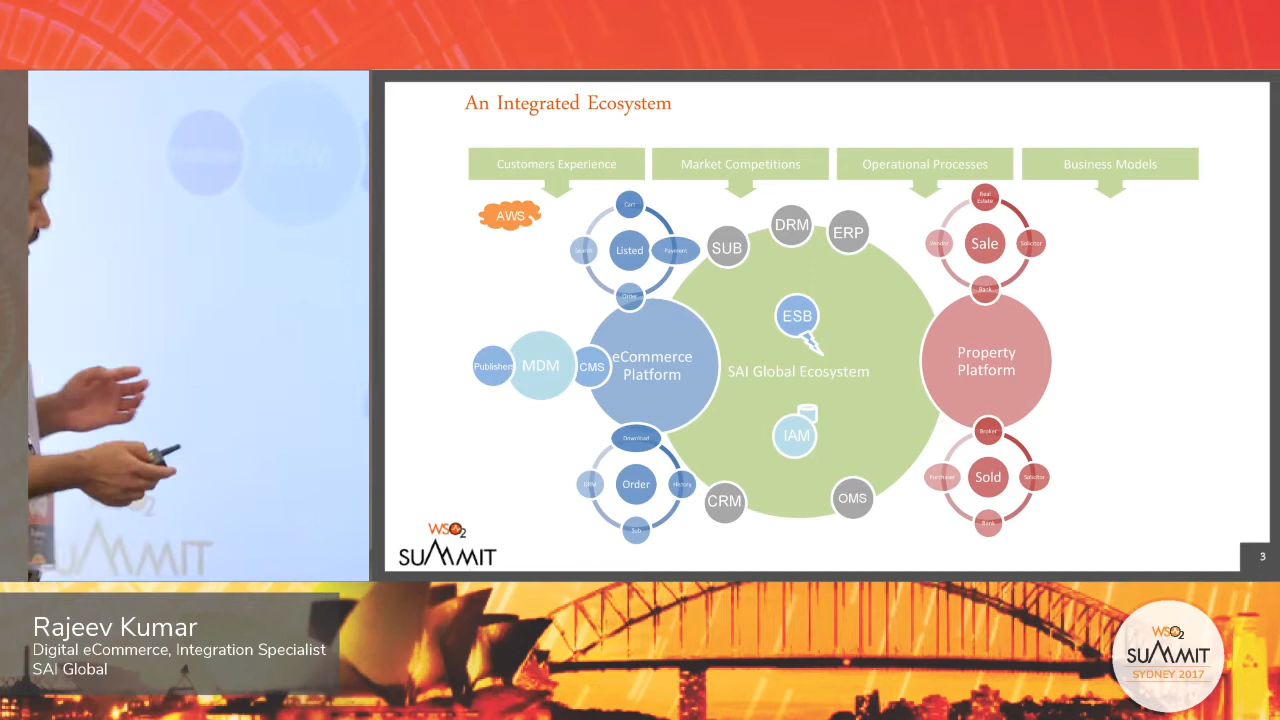 An Integrated Ecosystem
Customers Experience
Market Competitions
Operational Processes
Business Models
AWS
Cart
Search
Listed
Payment
Order
SUB
DRM
ERP
Real
Estate
Vendor
Sale
Solicitor
Bank
ESB
Publisher
MDM
CMS
eCommerce
Platform
SAI Global Ecosystem
Property
Platform
IAM
Download
DRM
Order
History
Sub
CRM
OMS
Broker
Purchaser
Sold
Solicitor
Bank
WSO2
SUMMIT
3
MDM
SUMMIT
Rajeev Kumar
Digital eCommerce, Integration Specialist
SAI Global
WSO2
SUMMIT
SYDNEY 2017